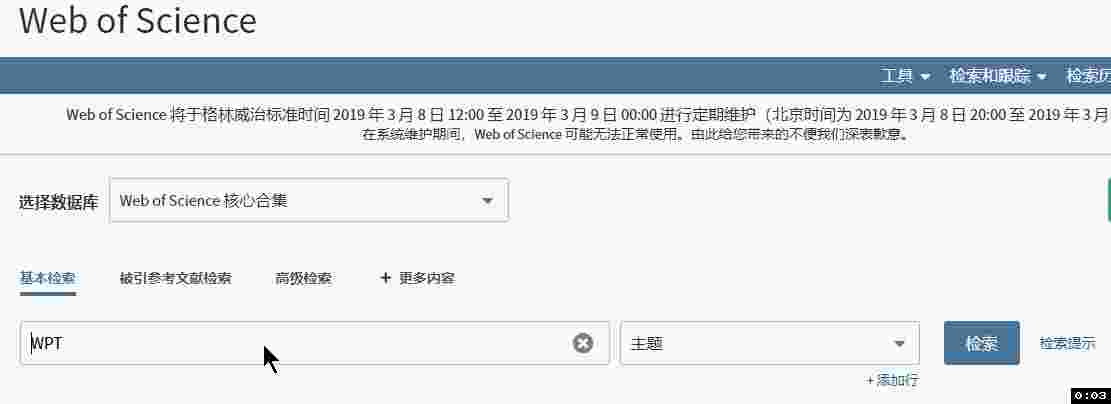 Web of Science
工具 检索和跟踪 检索历
Web of Science 将于格林威治标准时间 2019 年 3 月 8 日 12:00 至 2019 年 3 月 9 日 00:00 进行定期维护（北京时间为 2019 年 3 月 8 日 20:00 至 2019 年 3 月
在系统维护期间，Web of Science 可能无法正常使用。由此给您带来的不便我们深表歉意。
选择数据库 Web of Science 核心合集
基本检索 被引参考文献检索 高级检索 + 更多内容
WPT 主题 检索 检索提示
+ 添加行
0:03